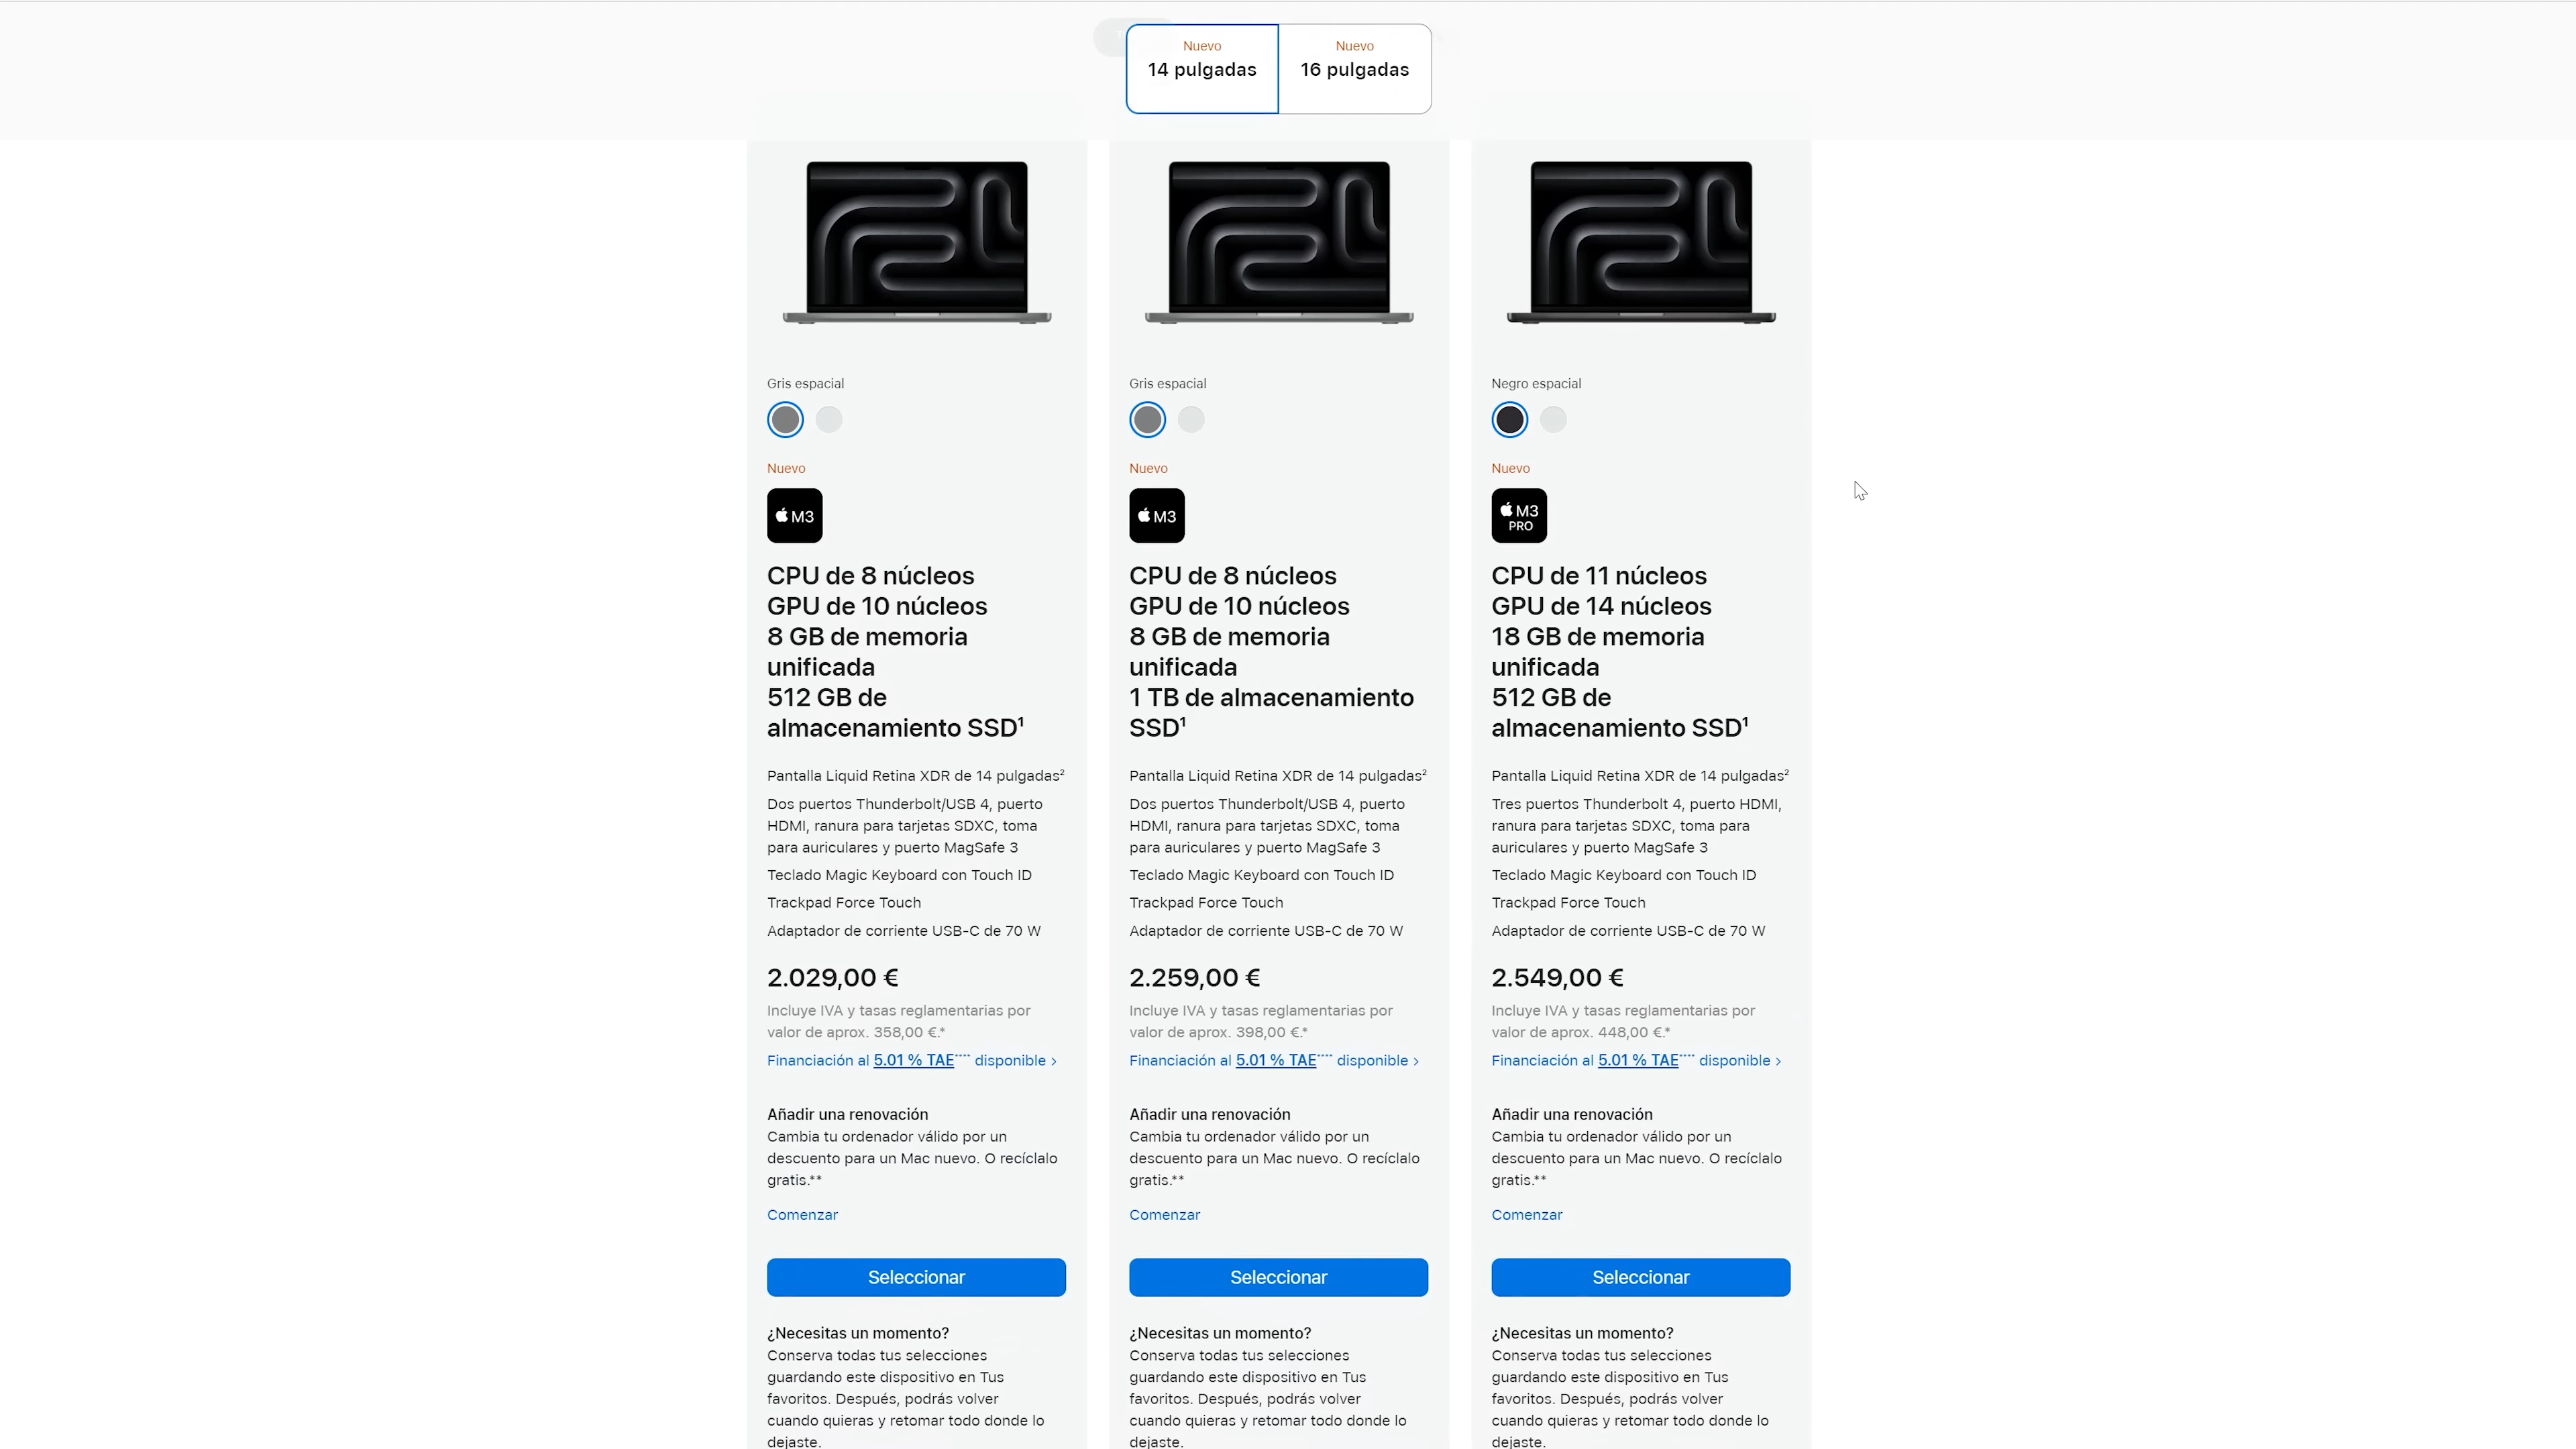 Nuevo
14 pulgadas
Nuevo
16 pulgadas
Gris espacial
Nuevo
M3
CPU de 8 núcleos
GPU de 10 núcleos
8 GB de memoria
unificada
512 GB de
almacenamiento SSD¹
Pantalla Liquid Retina XDR de 14 pulgadas²
Dos puertos Thunderbolt/USB 4, puerto
HDMI, ranura para tarjetas SDXC, toma
para auriculares y puerto MagSafe 3
Teclado Magic Keyboard con Touch ID
Trackpad Force Touch
Adaptador de corriente USB-C de 70 W
2.029,00 €
Incluye IVA y tasas reglamentarias por
valor de aprox. 358,00 €.*
Financiación al 5.01 % TAE**** disponible >
Añadir una renovación
Cambia tu ordenador válido por un
descuento para un Mac nuevo. O recíclalo
gratis.**
Comenzar
Seleccionar
¿Necesitas un momento?
Conserva todas tus selecciones
guardando este dispositivo en Tus
favoritos. Después, podrás volver
cuando quieras y retomar todo donde lo
dejaste.
Gris espacial
Nuevo
M3
CPU de 8 núcleos
GPU de 10 núcleos
8 GB de memoria
unificada
1 TB de almacenamiento
SSD¹
Pantalla Liquid Retina XDR de 14 pulgadas²
Dos puertos Thunderbolt/USB 4, puerto
HDMI, ranura para tarjetas SDXC, toma
para auriculares y puerto MagSafe 3
Teclado Magic Keyboard con Touch ID
Trackpad Force Touch
Adaptador de corriente USB-C de 70 W
2.259,00 €
Incluye IVA y tasas reglamentarias por
valor de aprox. 398,00 €.*
Financiación al 5.01 % TAE**** disponible >
Añadir una renovación
Cambia tu ordenador válido por un
descuento para un Mac nuevo. O recíclalo
gratis.**
Comenzar
Seleccionar
¿Necesitas un momento?
Conserva todas tus selecciones
guardando este dispositivo en Tus
favoritos. Después, podrás volver
cuando quieras y retomar todo donde lo
dejaste.
Negro espacial
Nuevo
M3
PRO
CPU de 11 núcleos
GPU de 14 núcleos
18 GB de memoria
unificada
512 GB de
almacenamiento SSD¹
Pantalla Liquid Retina XDR de 14 pulgadas²
Tres puertos Thunderbolt 4, puerto HDMI,
ranura para tarjetas SDXC, toma para
auriculares y puerto MagSafe 3
Teclado Magic Keyboard con Touch ID
Trackpad Force Touch
Adaptador de corriente USB-C de 70 W
2.549,00 €
Incluye IVA y tasas reglamentarias por
valor de aprox. 448,00 €.*
Financiación al 5.01 % TAE**** disponible >
Añadir una renovación
Cambia tu ordenador válido por un
descuento para un Mac nuevo. O recíclalo
gratis.**
Comenzar
Seleccionar
¿Necesitas un momento?
Conserva todas tus selecciones
guardando este dispositivo en Tus
favoritos. Después, podrás volver
cuando quieras y retomar todo donde lo
dejaste.